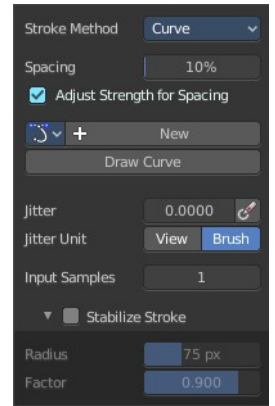 Stroke Method Curve
Spacing 10%
Adjust Strength for Spacing
New
Draw Curve
Jitter 0.0000
Jitter Unit View Brush
Input Samples 1
Stabilize Stroke
Radius 75 px
Factor 0.900